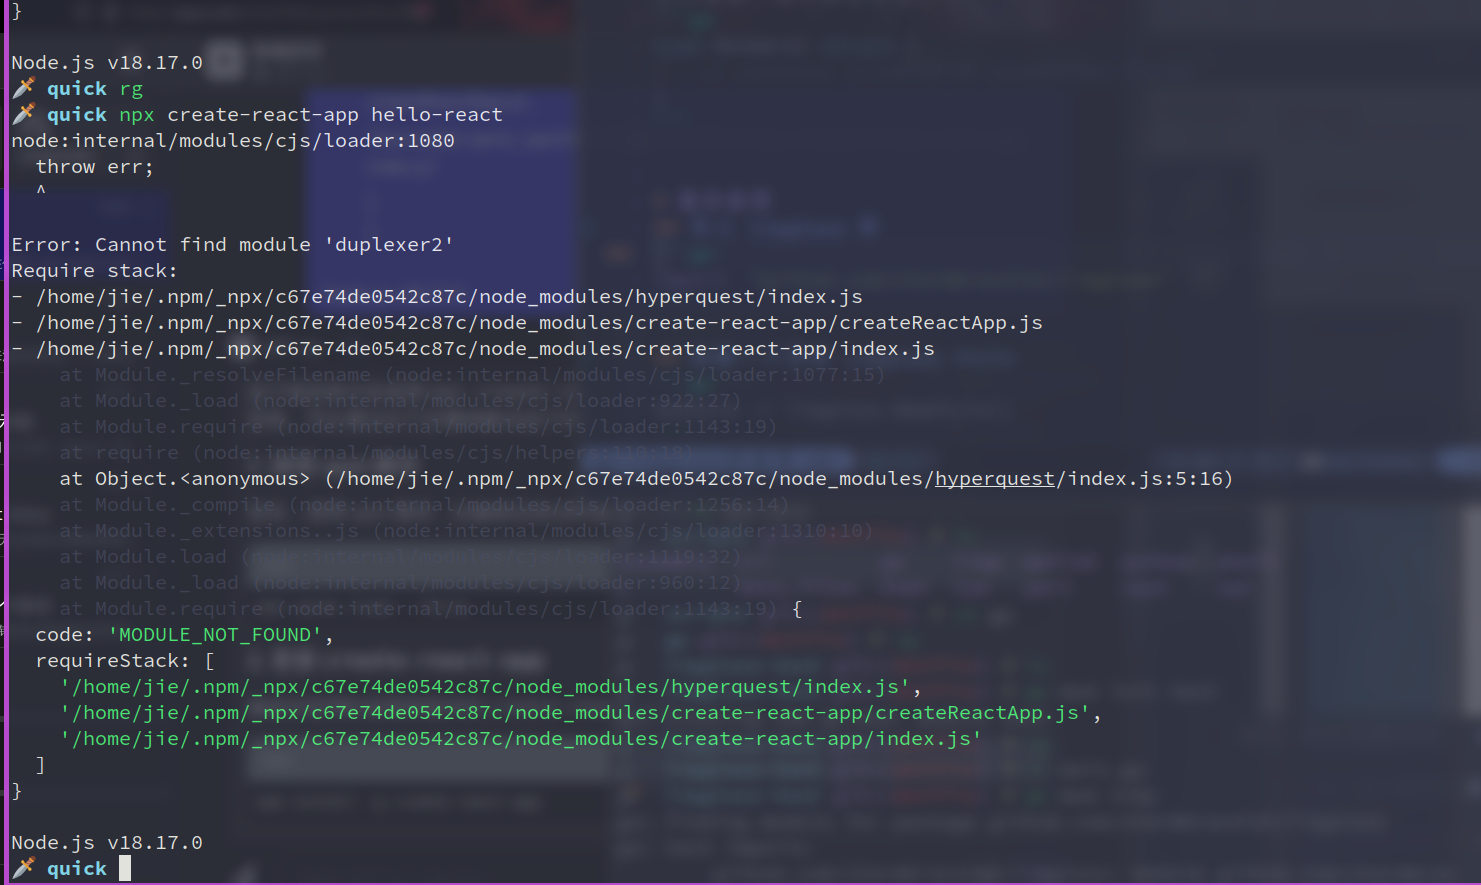 }
Node.js v18.17.0
quick rg
quick npx create-react-app hello-react
node:internal/modules/cjs/loader:1080
  throw err;
  ^
Error: Cannot find module 'duplexer2'
Require stack:
- /home/jie/.npm/_npx/c67e74de0542c87c/node_modules/hyperquest/index.js
- /home/jie/.npm/_npx/c67e74de0542c87c/node_modules/create-react-app/createReactApp.js
- /home/jie/.npm/_npx/c67e74de0542c87c/node_modules/create-react-app/index.js
    at Module._resolveFilename (node:internal/modules/cjs/loader:1077:15)
    at Module._load (node:internal/modules/cjs/loader:922:27)
    at Module.require (node:internal/modules/cjs/loader:1143:19)
    at require (node:internal/modules/cjs/helpers:110:18)
    at Object.<anonymous> (/home/jie/.npm/_npx/c67e74de0542c87c/node_modules/hyperquest/index.js:5:16)
    at Module._compile (node:internal/modules/cjs/loader:1256:14)
    at Module._extensions..js (node:internal/modules/cjs/loader:1310:10)
    at Module.load (node:internal/modules/cjs/loader:1119:32)
    at Module._load (node:internal/modules/cjs/loader:960:12)
    at Module.require (node:internal/modules/cjs/loader:1143:19) {
  code: 'MODULE_NOT_FOUND',
  requireStack: [
    '/home/jie/.npm/_npx/c67e74de0542c87c/node_modules/hyperquest/index.js',
    '/home/jie/.npm/_npx/c67e74de0542c87c/node_modules/create-react-app/createReactApp.js',
    '/home/jie/.npm/_npx/c67e74de0542c87c/node_modules/create-react-app/index.js'
  ]
}
Node.js v18.17.0
quick